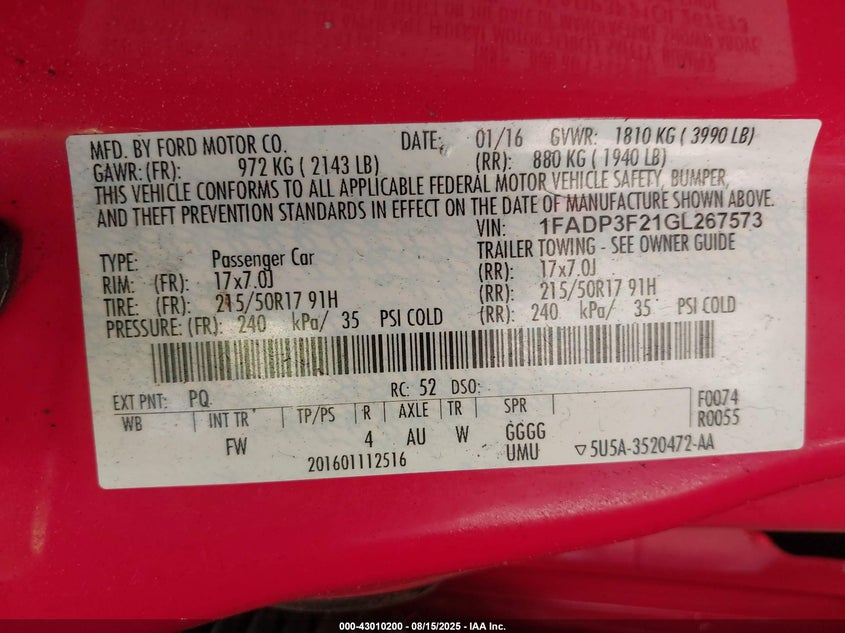 MFD. BY FORD MOTOR CO. DATE: 01/16 GVWR: 1810 KG ( 3990 LB)
GAWR: (FR): 972 KG ( 2143 LB) (RR): 880 KG ( 1940 LB)
THIS VEHICLE CONFORMS TO ALL APPLICABLE FEDERAL MOTOR VEHICLE SAFETY, BUMPER,
AND THEFT PREVENTION STANDARDS IN EFFECT ON THE DATE OF MANUFACTURE SHOWN ABOVE.
VIN: 1FADP3F21GL267573
TYPE: Passenger Car TRAILER TOWING - SEE OWNER GUIDE
RIM: (FR): 17x7.0J (RR): 17x7.0J
TIRE: (FR): 215/50R17 91H (RR): 215/50R17 91H
PRESSURE: (FR): 240 kPa/ 35 PSI COLD (RR): 240 kPa/ 35 PSI COLD
EXT PNT: PQ RC: 52 DSO: F0074
WB INT TR TP/PS R AXLE TR SPR R0055
FW 4 AU W GGGG
201601112516 UMU ▽5U5A-3520472-AA
000-43010200 - 08/15/2025 - IAA Inc.